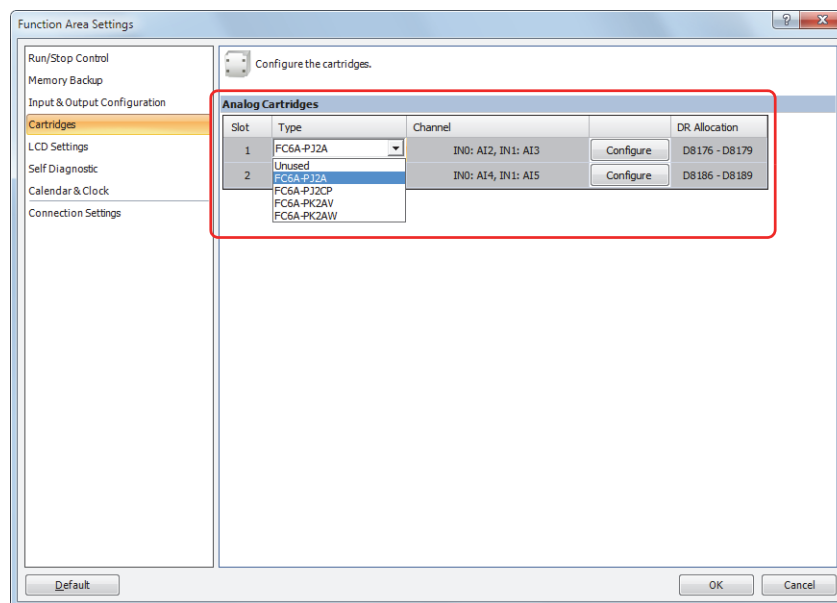 Function Area Settings
Run/Stop Control
Memory Backup
Input & Output Configuration
Cartridges
LCD Settings
Self Diagnostic
Calendar & Clock
Connection Settings
Configure the cartridges.
Analog Cartridges
Slot Type Channel DR Allocation
1 FC6A-PJ2A IN0: AI2, IN1: AI3 Configure D8176 - D8179
2 IN0: AI4, IN1: AI5 Configure D8186 - D8189
Unused
FC6A-PJ2A
FC6A-PJ2CP
FC6A-PK2AV
FC6A-PK2AW
Default
OK
Cancel